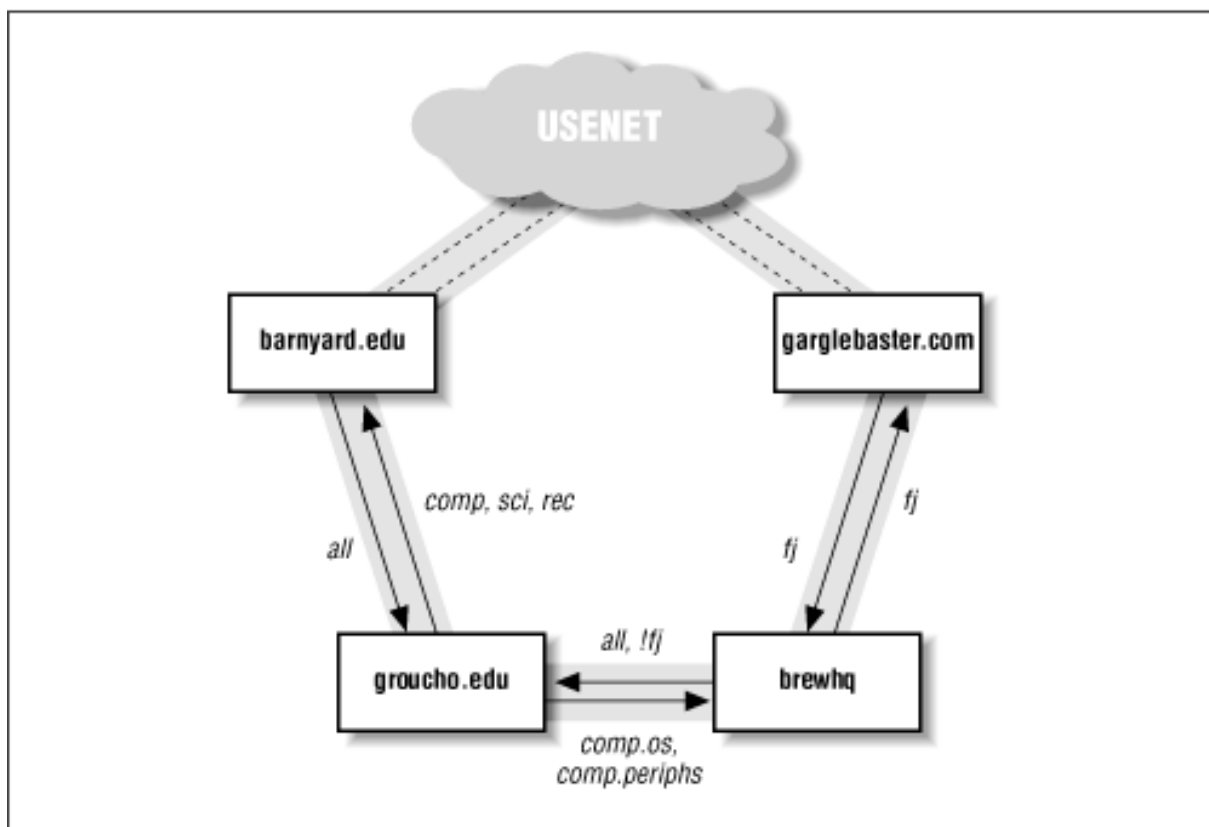 USENET
barnyard.edu
garglebaster.com
comp, sci, rec
fj
all
fj
all, !fj
groucho.edu
brewhq
comp.os,
comp.periphs